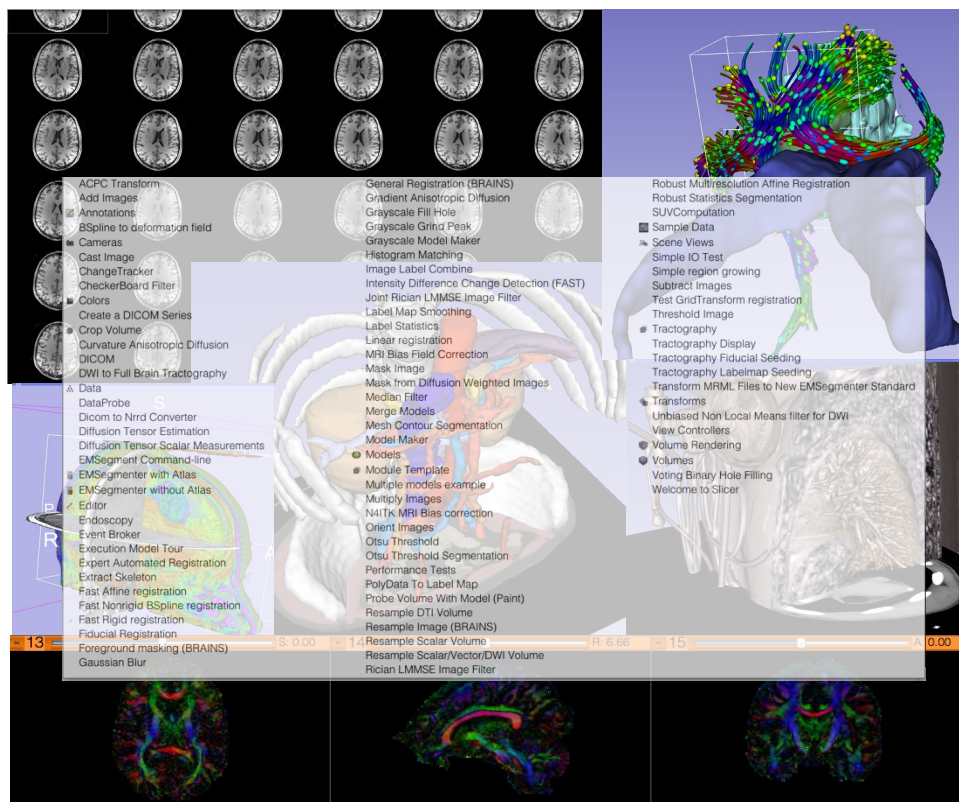 ACPC Transform
Add Images
Annotations
BSpline to deformation field
Cameras
Cast Image
ChangeTracker
CheckerBoard Filter
Colors
Create a DICOM Series
Crop Volume
Curvature Anisotropic Diffusion
DICOM
DWI to Full Brain Tractography
Data
DataProbe
Dicom to Nrrd Converter
Diffusion Tensor Estimation
Diffusion Tensor Scalar Measurements
EMSegment Command-line
EMSegmenter with Atlas
EMSegmenter without Atlas
Editor
Endoscopy
Event Broker
Execution Model Tour
Expert Automated Registration
Extract Skeleton
Fast Affine registration
Fast Nonrigid BSpline registration
Fast Rigid registration
Fiducial Registration
Foreground masking (BRAINS)
Gaussian Blur
General Registration (BRAINS)
Gradient Anisotropic Diffusion
Grayscale Fill Hole
Grayscale Grind Peak
Grayscale Model Maker
Histogram Matching
Image Label Combine
Intensity Difference Change Detection (FAST)
Joint Rician LMMSE Image Filter
Label Map Smoothing
Label Statistics
Linear registration
MRI Bias Field Correction
Mask Image
Mask from Diffusion Weighted Images
Median Filter
Merge Models
Mesh Contour Segmentation
Model Maker
Models
Module Template
Multiple models example
Multiply Images
N4ITK MRI Bias correction
Orient Images
Otsu Threshold
Otsu Threshold Segmentation
Performance Tests
PolyData To Label Map
Probe Volume With Model (Paint)
Resample DTI Volume
Resample Image (BRAINS)
Resample Scalar Volume
Resample Scalar/Vector/DWI Volume
Rician LMMSE Image Filter
Robust Multiresolution Affine Registration
Robust Statistics Segmentation
SUVComputation
Sample Data
Scene Views
Simple IO Test
Simple region growing
Subtract Images
Test GridTransform registration
Threshold Image
Tractography
Tractography Display
Tractography Fiducial Seeding
Tractography Labelmap Seeding
Transform MRML Files to New EMSegmenter Standard
Transforms
Unbiased Non Local Means filter for DWI
View Controllers
Volume Rendering
Volumes
Voting Binary Hole Filling
Welcome to Slicer
S
P
R
A
13 S: 0.00 14 R: 6.66 15 A: 0.00